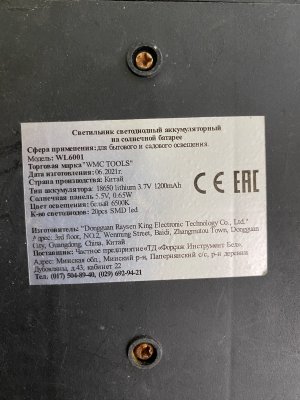 Светильник светодиодный аккумуляторный
на солнечной батарее
Сфера применения: для бытового и садового освещения.
Модель: WL6001
Торговая марка "WMC TOOLS"
Дата изготовления: 06.2021г.
Страна производства: Китай
Тип аккумулятора: 18650 lithium 3.7V 1200mAh
Солнечная панель: 5.5V, 0.65W
Цвет освещения: белый 6500K
К-во светодиодов: 20pcs SMD led
CE EAC
Изготовитель: "Dongguan Raysen King Electronic Technology Co., Ltd."
Адрес: 3rd floor, NO.2, Wenming Street, Baidi, Zhangmutou Town, Dongguan
City, Guangdong, China. Китай
Поставщик: Частное предприятие «ТД «Форсаж Инструмент Бел»,
Адрес: Минская обл., Минский р-н, Папернянский с/с, р-н деревни
Дубовляны, д.43; кабинет 22
Тел. (017) 504-89-40, (029) 692-94-21